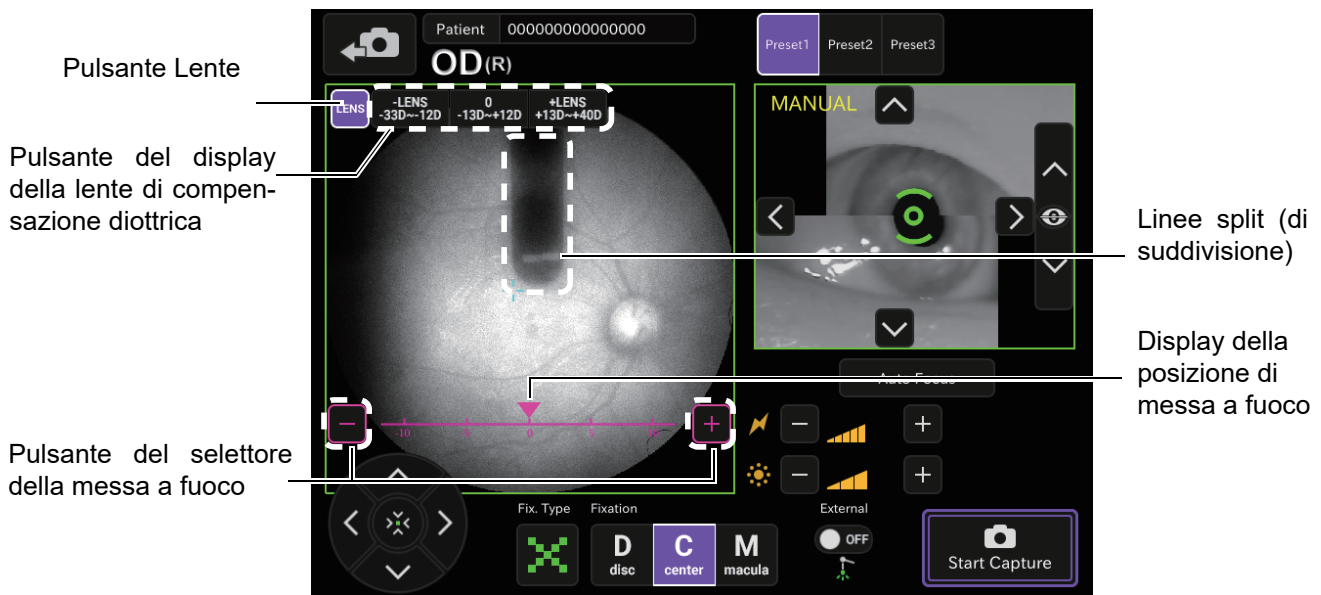 Patient 000000000000000
OD (R)
Preset1 Preset2 Preset3
Pulsante Lente
LENS
-LENS 0 +LENS
-33D~-12D -13D~+12D +13D~+40D
MANUAL
Pulsante del display
della lente di compen-
sazione diottrica
Linee split (di
suddivisione)
Display della
posizione di
messa a fuoco
Auto Focus
-10 0 5
Pulsante del selettore
della messa a fuoco
Fix. Type Fixation External
D C M OFF
disc center macula
Start Capture